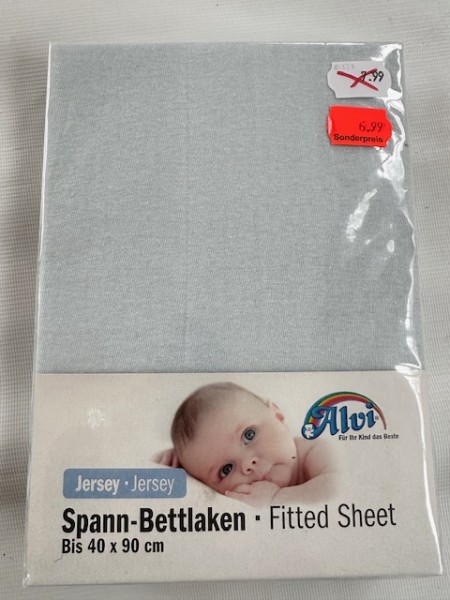 7.99
6.99
Sonderpreis
Alvi
Für Ihr Kind das Beste
Jersey · Jersey
Spann-Bettlaken · Fitted Sheet
Bis 40 x 90 cm